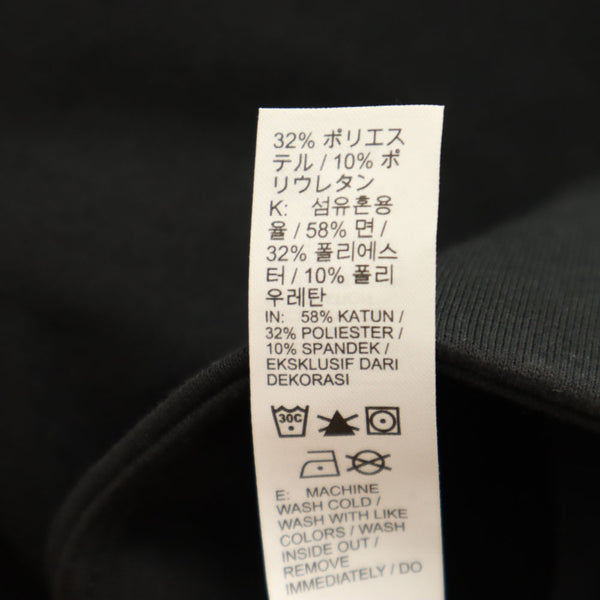 32% ポリエス
テル / 10% ポ
リウレタン
K: 섬유혼용
율 / 58% 면 /
32% 폴리에스
터 / 10% 폴리
우레탄
IN: 58% KATUN /
32% POLIESTER /
10% SPANDEK /
EKSKLUSIF DARI
DEKORASI
30C
E: MACHINE
WASH COLD /
WASH WITH LIKE
COLORS / WASH
INSIDE OUT /
REMOVE
IMMEDIATELY / DO